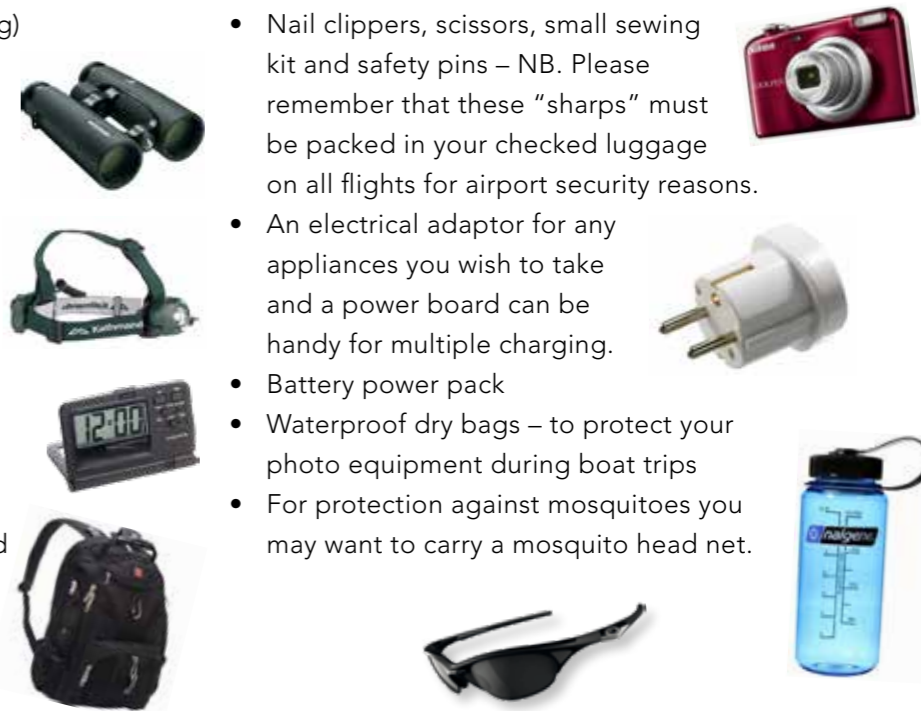 g)
• Nail clippers, scissors, small sewing
kit and safety pins – NB. Please
remember that these “sharps” must
be packed in your checked luggage
on all flights for airport security reasons.
• An electrical adaptor for any
appliances you wish to take
and a power board can be
handy for multiple charging.
• Battery power pack
• Waterproof dry bags – to protect your
photo equipment during boat trips
• For protection against mosquitoes you
may want to carry a mosquito head net.
d
Nikon
12:00
nalgene